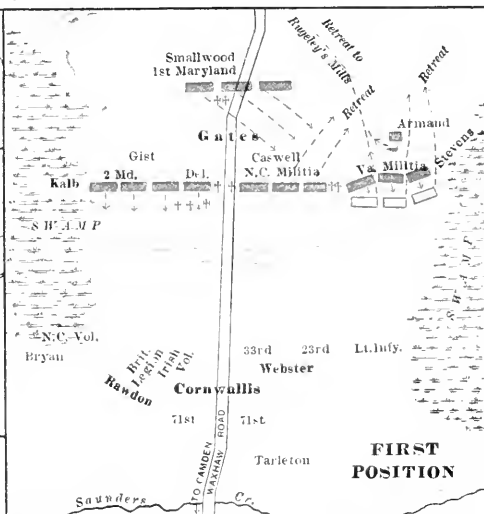 Smallwood
1st Maryland
Retreat to
Rugeley's Mills
Retreat
Retreat
Gates
Armand
Gist
Caswell
N.C. Militia
Va. Militia
Stevens
Kalb
2 Md.
Del.
SWAMP
SWAMP
N.C. Vol.
Bryan
Brit.
Legion
Irish
Vol.
Rawdon
33rd
23rd
Lt. Infy.
Webster
Cornwallis
71st
71st
Tarleton
TO CAMDEN
WAXHAW ROAD
FIRST
POSITION
Saunders Cr.